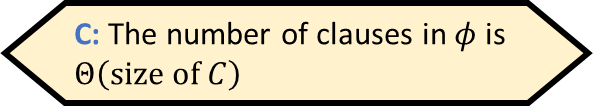 C: The number of clauses in 𝜙 is
Θ(size of 𝐶)